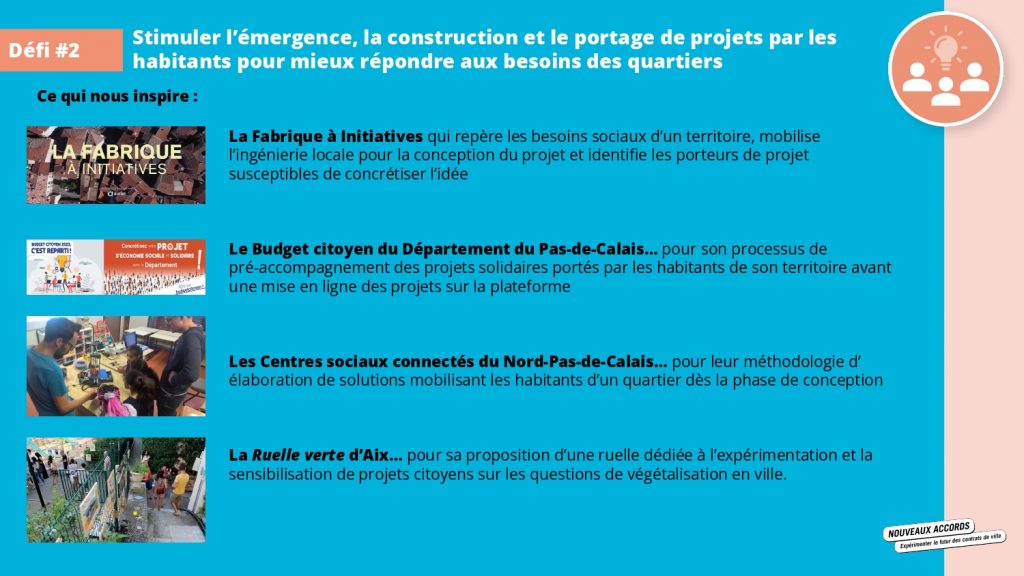 Défi #2
Stimuler l’émergence, la construction et le portage de projets par les
habitants pour mieux répondre aux besoins des quartiers
Ce qui nous inspire :
LA FABRIQUE
À INITIATIVES
La Fabrique à Initiatives qui repère les besoins sociaux d’un territoire, mobilise
l’ingénierie locale pour la conception du projet et identifie les porteurs de projet
susceptibles de concrétiser l’idée
BUDGET CITOYEN 2023,
C'EST REPARTI !
Concrétisez votre PROJET
D'ÉCONOMIE SOCIALE ET SOLIDAIRE
avec le Département !
Le Budget citoyen du Département du Pas-de-Calais... pour son processus de
pré-accompagnement des projets solidaires portés par les habitants de son territoire avant
une mise en ligne des projets sur la plateforme
Les Centres sociaux connectés du Nord-Pas-de-Calais... pour leur méthodologie d’
élaboration de solutions mobilisant les habitants d’un quartier dès la phase de conception
La Ruelle verte d’Aix... pour sa proposition d’une ruelle dédiée à l’expérimentation et la
sensibilisation de projets citoyens sur les questions de végétalisation en ville.
NOUVEAUX ACCORDS
Expérimenter le futur des contrats de ville